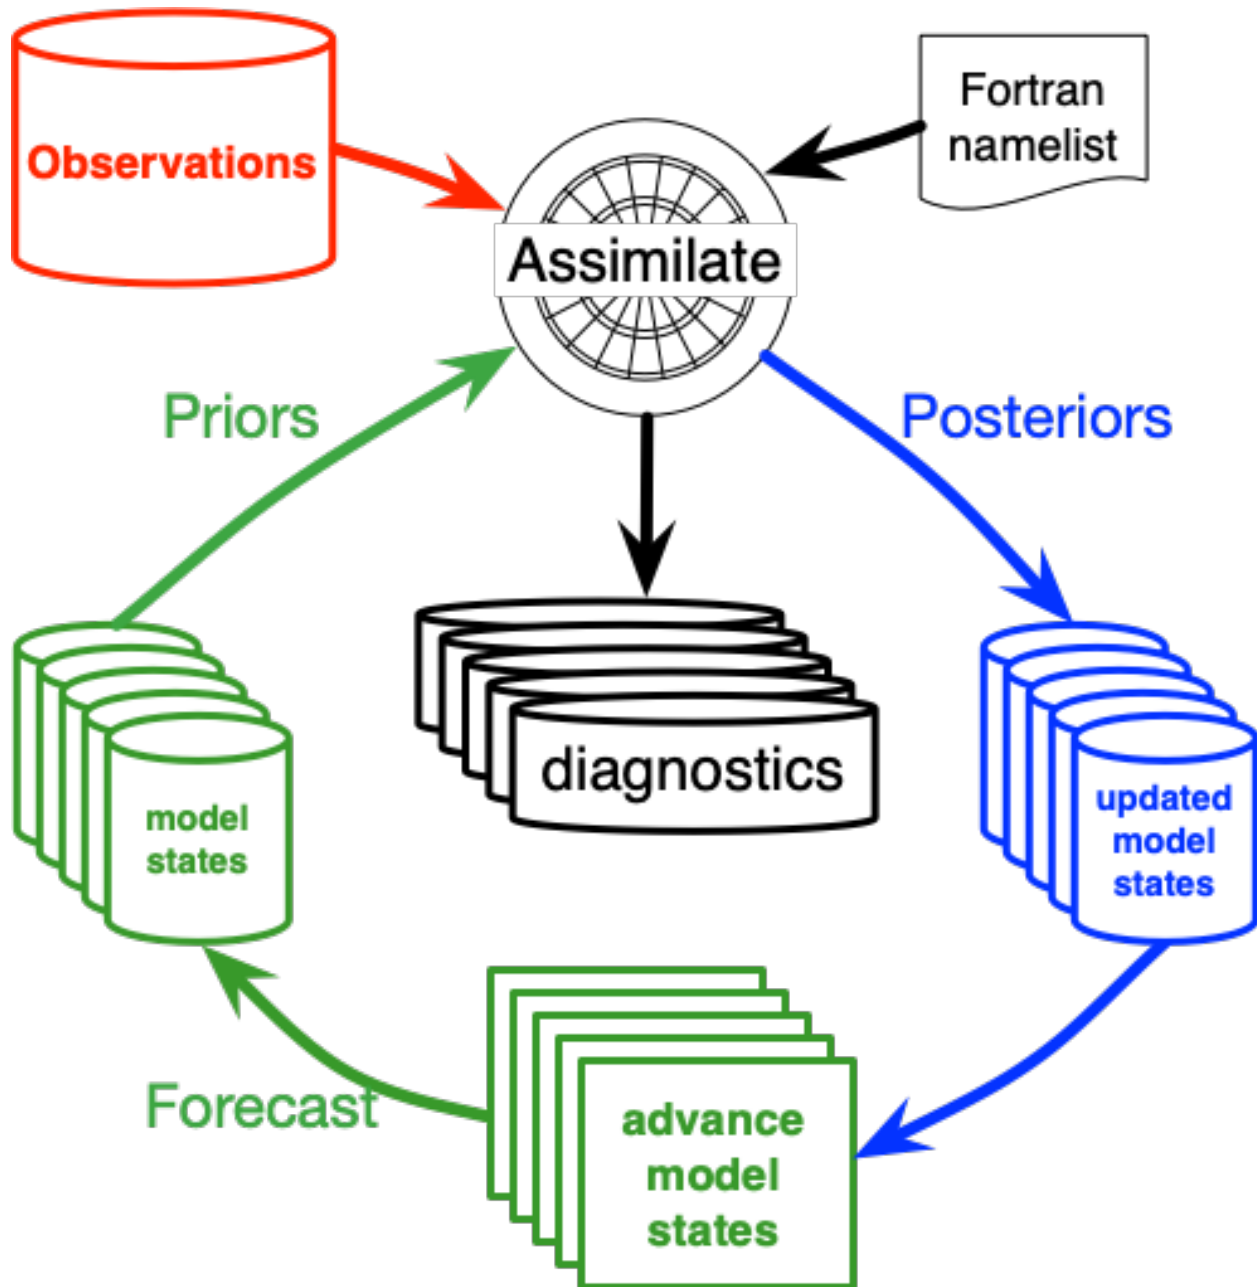 Observations
Fortran
namelist
Assimilate
Priors
Posteriors
diagnostics
model
states
updated
model
states
Forecast
advance
model
states